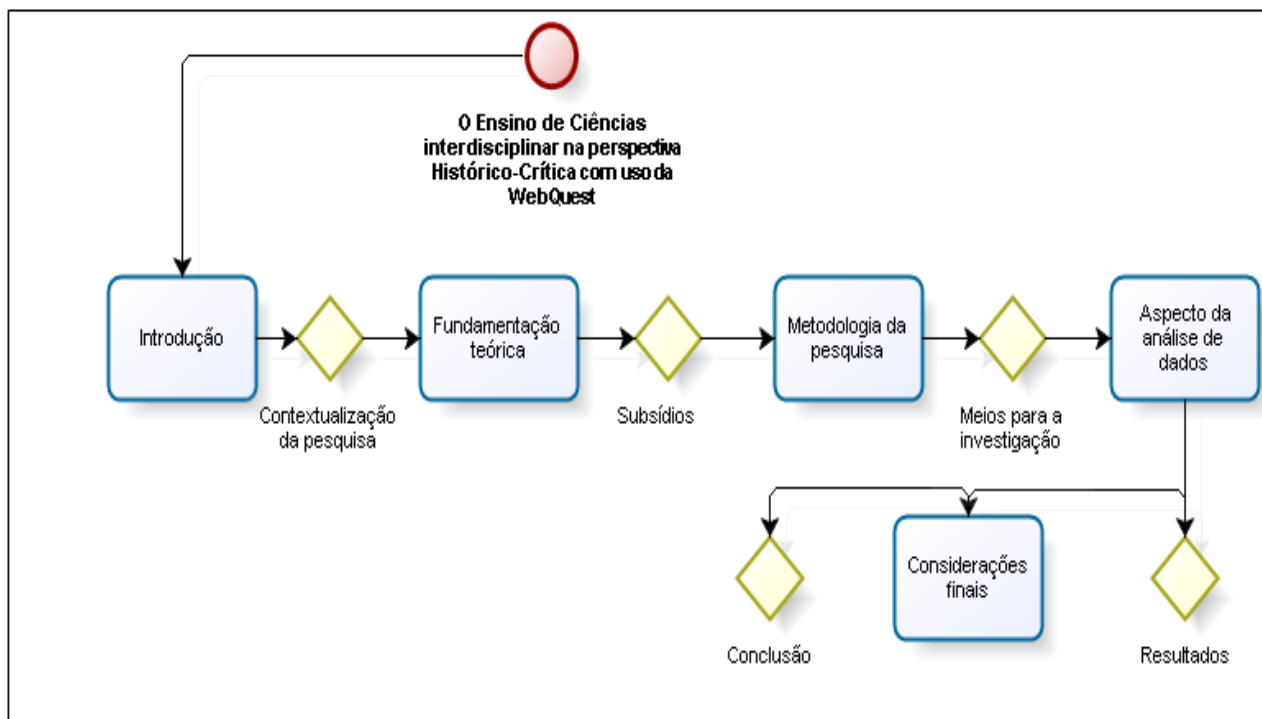 O Ensino de Ciências
interdisciplinar na perspectiva
Histórico-Crítica com uso da
WebQuest
Introdução
Contextualização
da pesquisa
Fundamentação
teórica
Subsídios
Metodologia da
pesquisa
Meios para a
investigação
Aspecto da
análise de
dados
Conclusão
Considerações
finais
Resultados